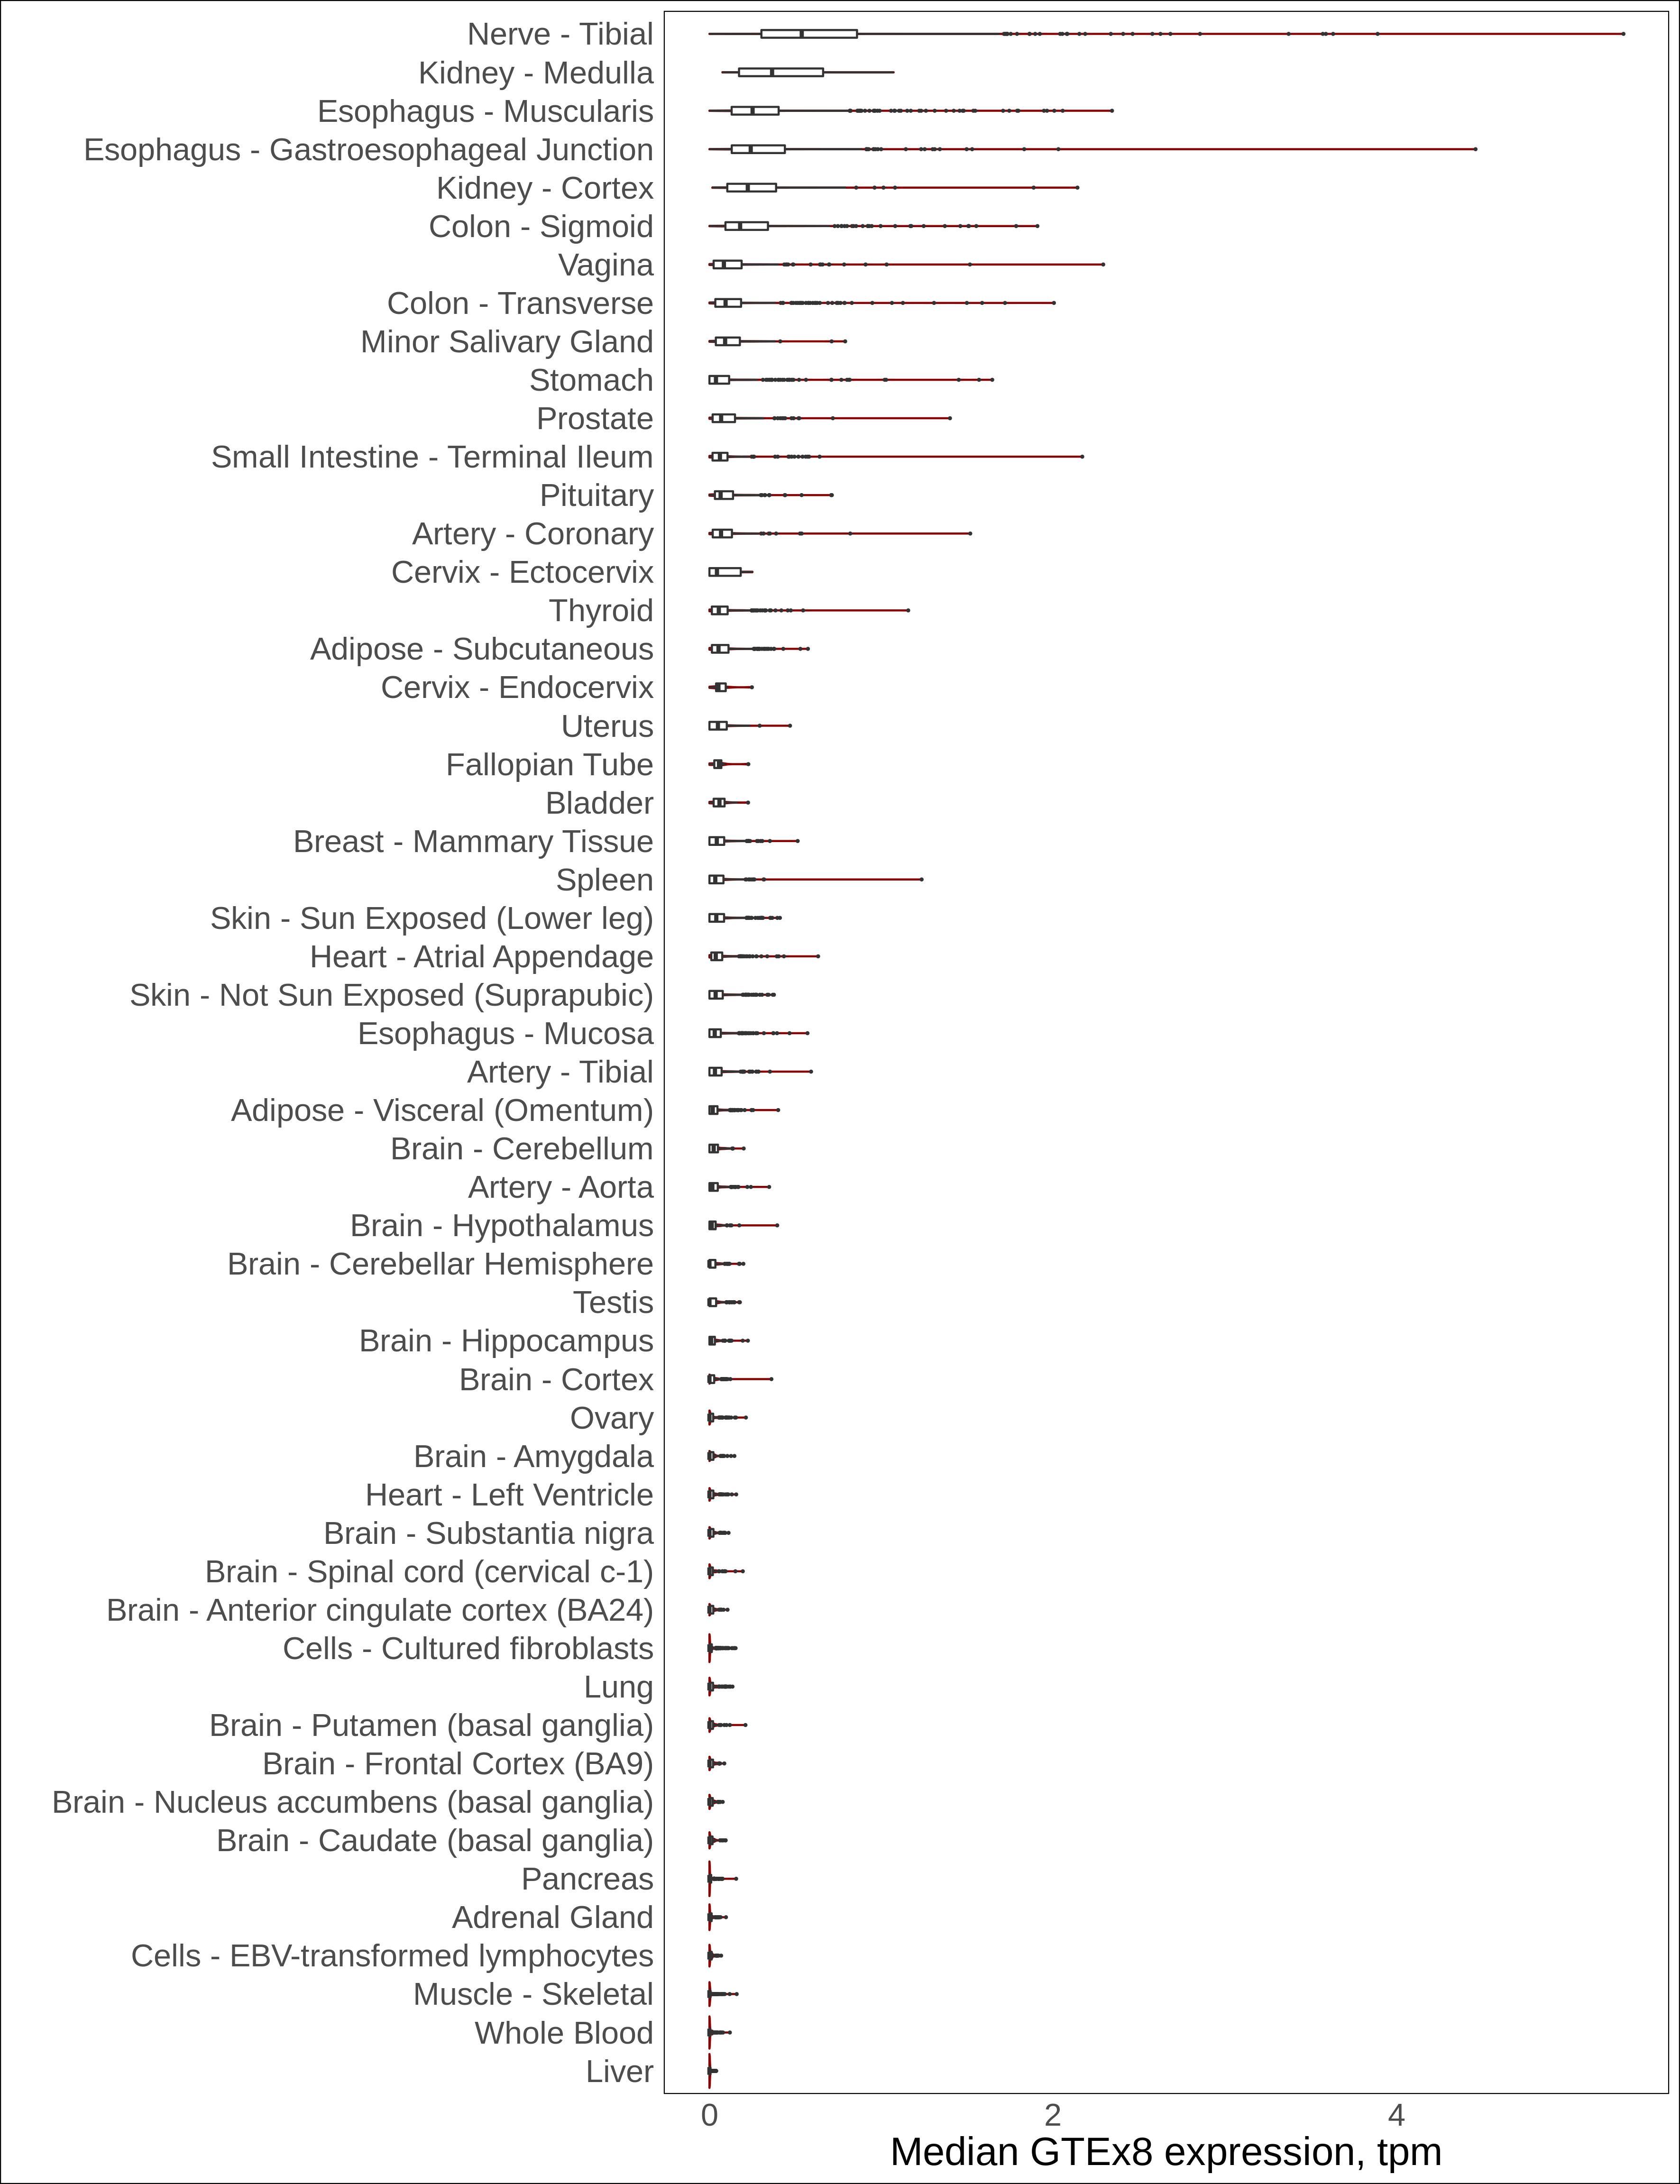 Nerve - Tibial
Kidney - Medulla
Esophagus - Muscularis
Esophagus - Gastroesophageal Junction
Kidney - Cortex
Colon - Sigmoid
Vagina
Colon - Transverse
Minor Salivary Gland
Stomach
Prostate
Small Intestine - Terminal Ileum
Pituitary
Artery - Coronary
Cervix - Ectocervix
Thyroid
Adipose - Subcutaneous
Cervix - Endocervix
Uterus
Fallopian Tube
Bladder
Breast - Mammary Tissue
Spleen
Skin - Sun Exposed (Lower leg)
Heart - Atrial Appendage
Skin - Not Sun Exposed (Suprapubic)
Esophagus - Mucosa
Artery - Tibial
Adipose - Visceral (Omentum)
Brain - Cerebellum
Artery - Aorta
Brain - Hypothalamus
Brain - Cerebellar Hemisphere
Testis
Brain - Hippocampus
Brain - Cortex
Ovary
Brain - Amygdala
Heart - Left Ventricle
Brain - Substantia nigra
Brain - Spinal cord (cervical c-1)
Brain - Anterior cingulate cortex (BA24)
Cells - Cultured fibroblasts
Lung
Brain - Putamen (basal ganglia)
Brain - Frontal Cortex (BA9)
Brain - Nucleus accumbens (basal ganglia)
Brain - Caudate (basal ganglia)
Pancreas
Adrenal Gland
Cells - EBV-transformed lymphocytes
Muscle - Skeletal
Whole Blood
Liver
0 2 4
Median GTEx8 expression, tpm